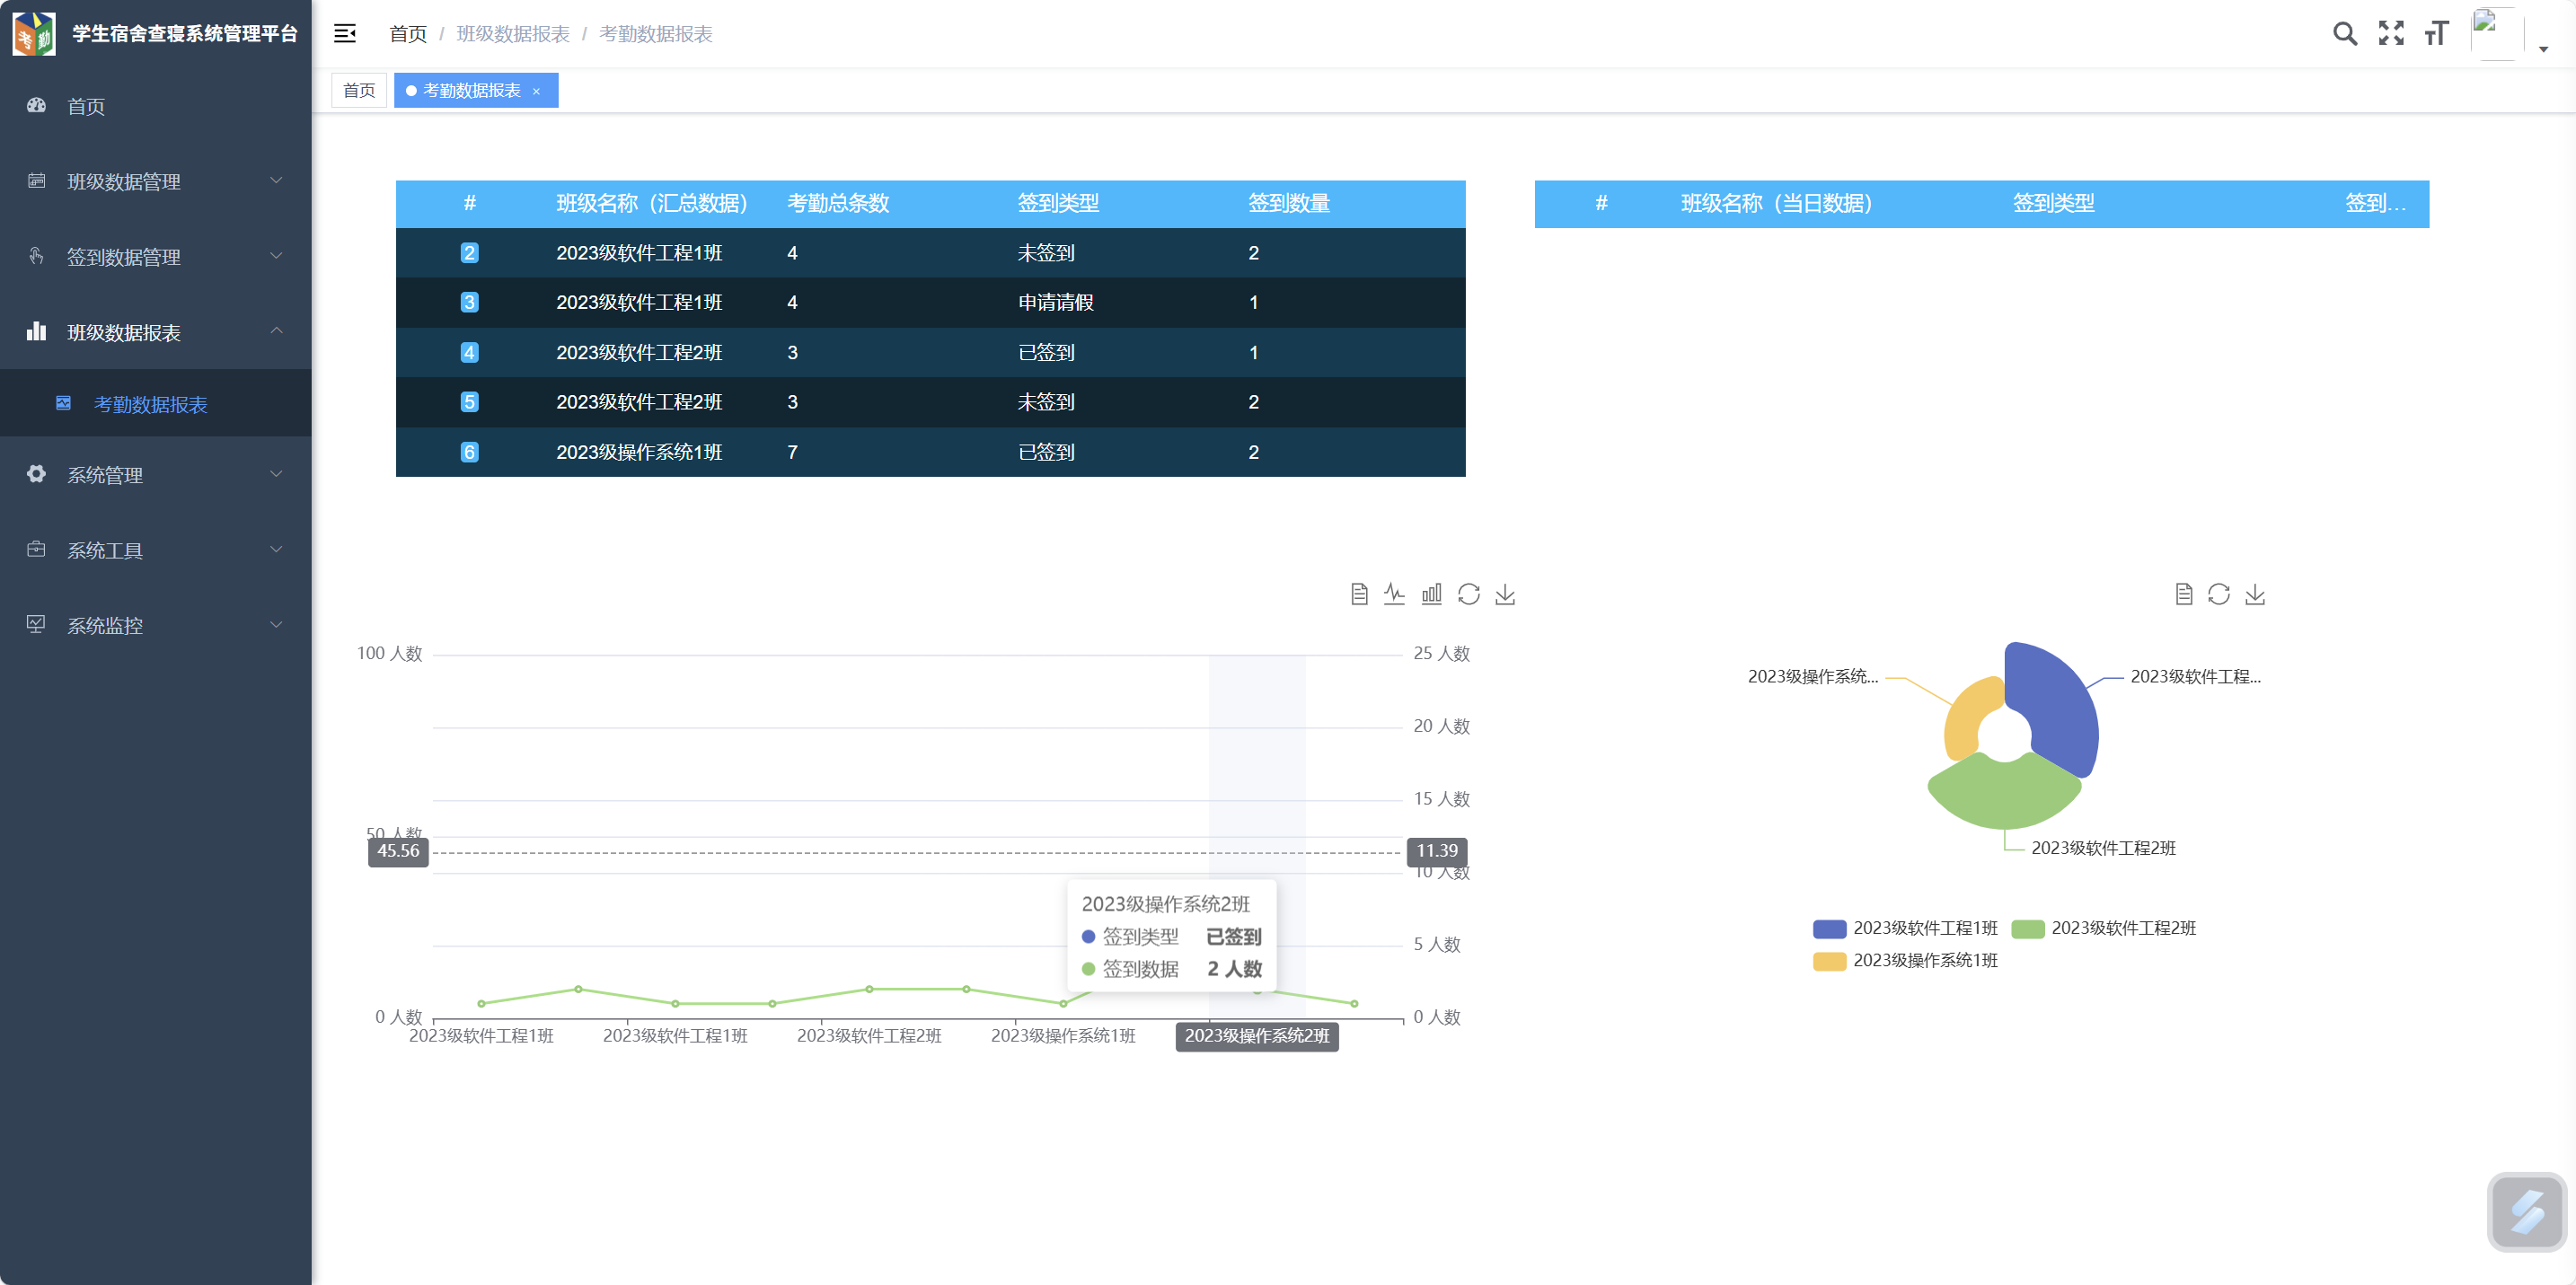 考勤 学生宿舍查寝系统管理平台
首页 / 班级数据报表 / 考勤数据报表
首页
考勤数据报表 ×
首页
班级数据管理
签到数据管理
班级数据报表
考勤数据报表
系统管理
系统工具
系统监控
# 班级名称（汇总数据） 考勤总条数 签到类型 签到数量
2 2023级软件工程1班 4 未签到 2
3 2023级软件工程1班 4 申请请假 1
4 2023级软件工程2班 3 已签到 1
5 2023级软件工程2班 3 未签到 2
6 2023级操作系统1班 7 已签到 2
# 班级名称（当日数据） 签到类型 签到...
100 人数
50 人数
45.56
0 人数
25 人数
20 人数
15 人数
11.39
10 人数
5 人数
0 人数
2023级操作系统2班
签到类型 已签到
签到数据 2 人数
2023级软件工程1班 2023级软件工程1班 2023级软件工程2班 2023级操作系统1班 2023级操作系统2班
2023级操作系统...
2023级软件工程...
2023级软件工程2班
2023级软件工程1班 2023级软件工程2班
2023级操作系统1班